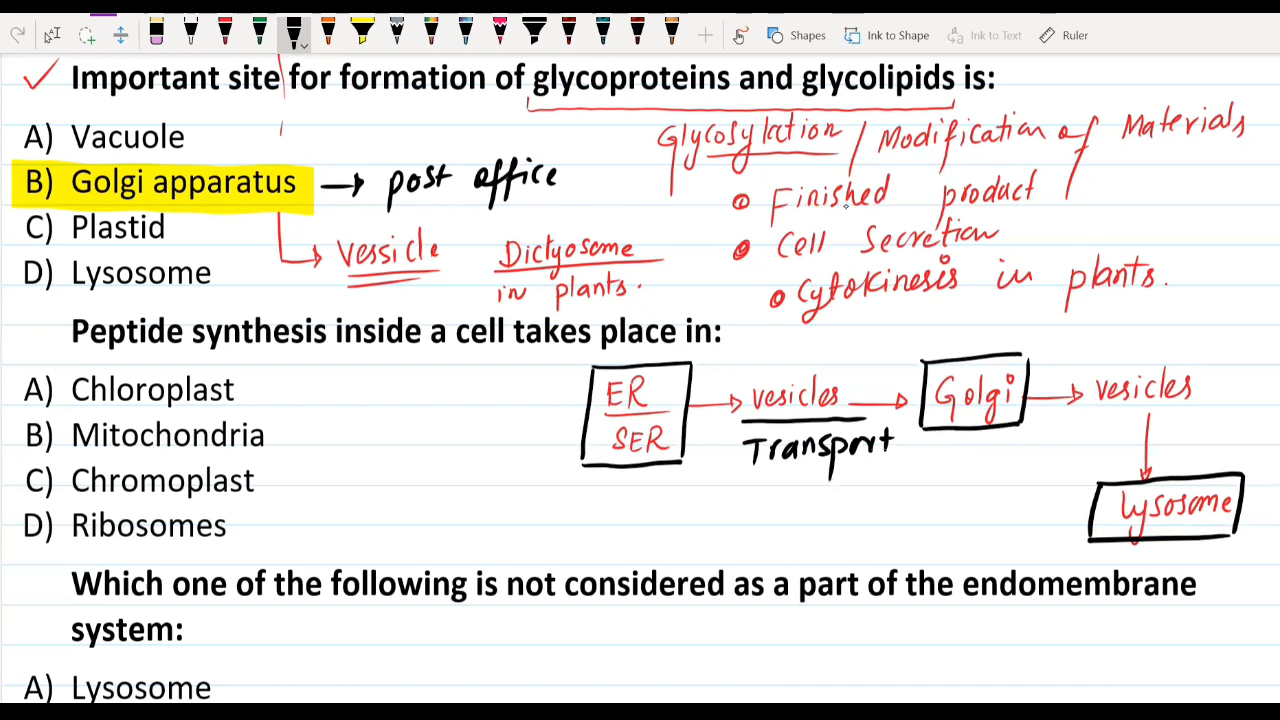 Shapes Ink to Shape Ink to Text Ruler
Important site for formation of glycoproteins and glycolipids is:
Glycosylation / Modification of Materials
A) Vacuole
B) Golgi apparatus → post office
• Finished product
C) Plastid
• Cell Secretion
vessicle Dictyosome
in plants.
D) Lysosome
• Cytokinesis in plants.
Peptide synthesis inside a cell takes place in:
A) Chloroplast
ER → vesicles → Golgi → vesicles
SER Transport
B) Mitochondria
C) Chromoplast
Lysosome
D) Ribosomes
Which one of the following is not considered as a part of the endomembrane
system:
A) Lysosome